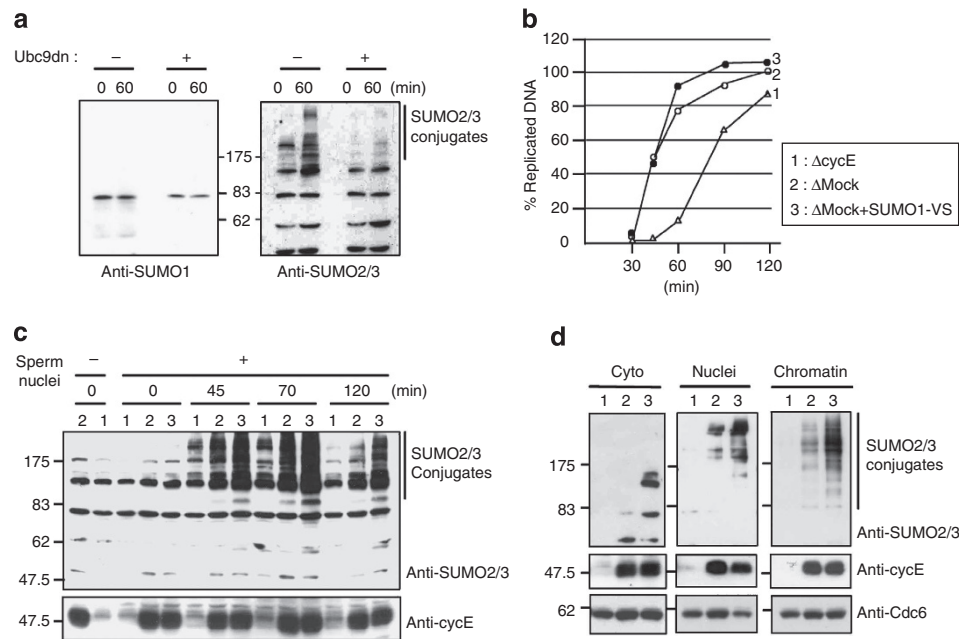 a
Ubc9dn : – + – +
0 60 0 60 0 60 0 60 (min)
SUMO2/3
conjugates
175
83
62
Anti-SUMO1 Anti-SUMO2/3
b
% Replicated DNA
120
100
80
60
40
20
0
30 60 90 120
(min)
3
2
1
1 : ΔcycE
2 : ΔMock
3 : ΔMock+SUMO1-VS
c
Sperm
nuclei
– +
0 0 45 70 120 (min)
2 1 1 2 3 1 2 3 1 2 3 1 2 3
175
83
62
47.5
SUMO2/3
Conjugates
Anti-SUMO2/3
47.5
Anti-cycE
d
Cyto Nuclei Chromatin
1 2 3 1 2 3 1 2 3
175
83
SUMO2/3
conjugates
Anti-SUMO2/3
47.5
Anti-cycE
62
Anti-Cdc6